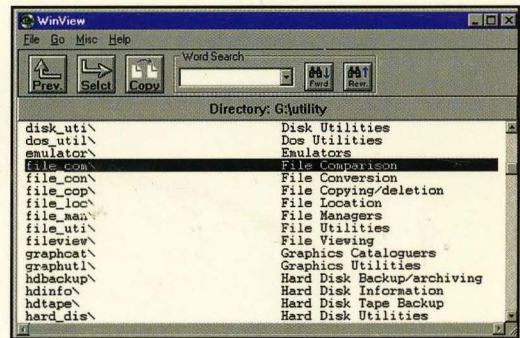 WinView
File Go Misc Help
Word Search
Prev. Selct Copy Fwrd Rewr.
Directory: G:\utility
disk_uti\ Disk Utilities
dos_util\ Dos Utilities
emulator\ Emulators
file_com\ File Comparison
file_con\ File Conversion
file_cop\ File Copying/deletion
file_loc\ File Location
file_man\ File Managers
file_uti\ File Utilities
fileview\ File Viewing
graphcat\ Graphics Cataloguers
graphutl\ Graphics Utilities
hdbackup\ Hard Disk Backup/archiving
hdinfo\ Hard Disk Information
hdtape\ Hard Disk Tape Backup
hard_dis\ Hard Disk Utilities